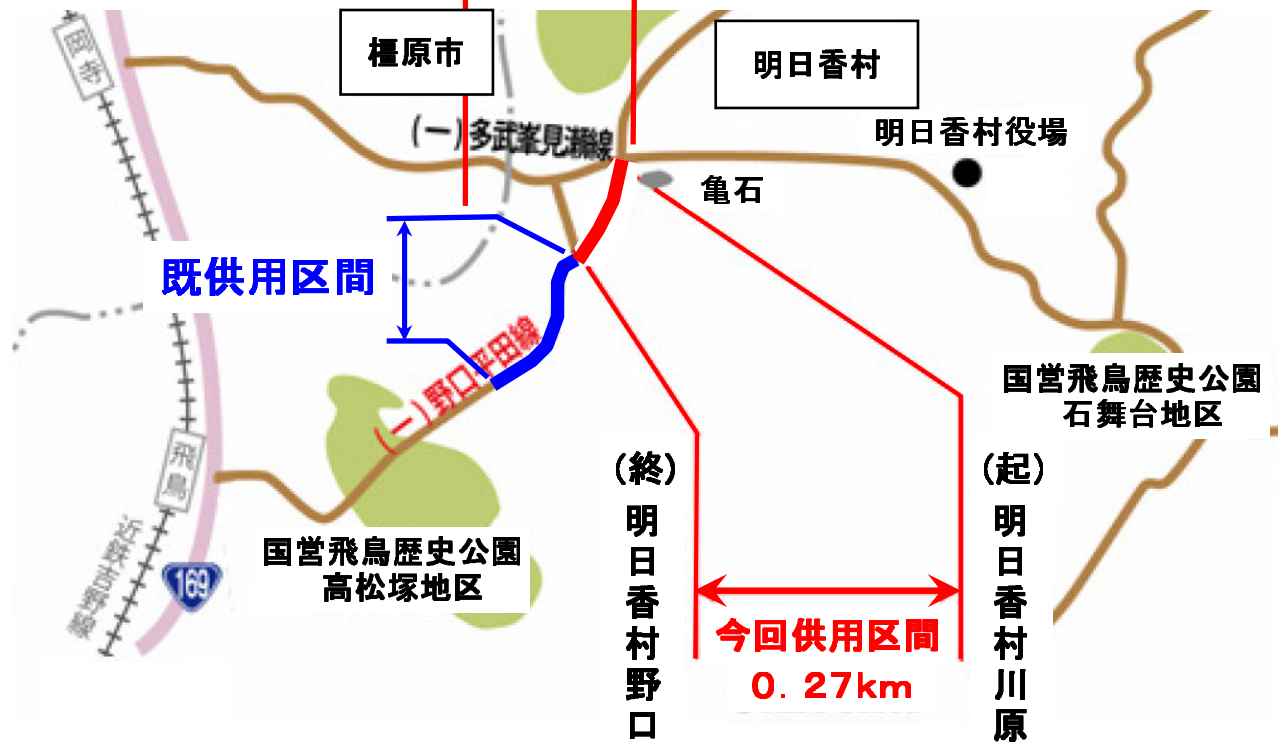 岡寺
橿原市
明日香村
(一)多武峯見瀬線
明日香村役場
亀石
既供用区間
(一)野口平田線
国営飛鳥歴史公園
石舞台地区
飛鳥
(終)
明日香村野口
(起)
明日香村川原
国営飛鳥歴史公園
高松塚地区
近鉄吉野線
169
今回供用区間
0.27km